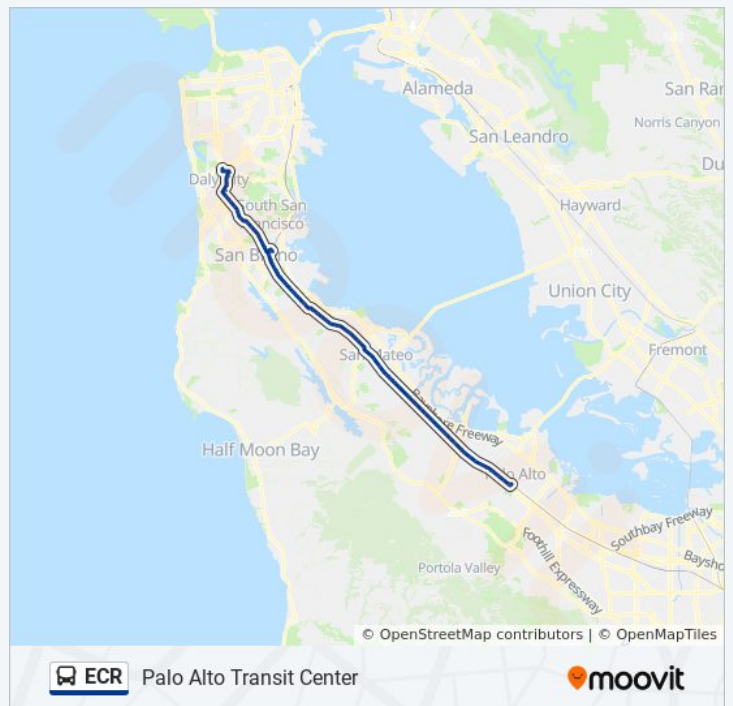 Alameda
San Ra
San Leandro
Norris Canyon
Du
Daly City
South San
Francisco
Hayward
San Bruno
Union City
San Mateo
Fremont
Bayshore Freeway
Half Moon Bay
Palo Alto
Southbay Freeway
Foothill Expressway
Baysho
Portola Valley
© OpenStreetMap contributors | © OpenMapTiles
ECR Palo Alto Transit Center
moovit